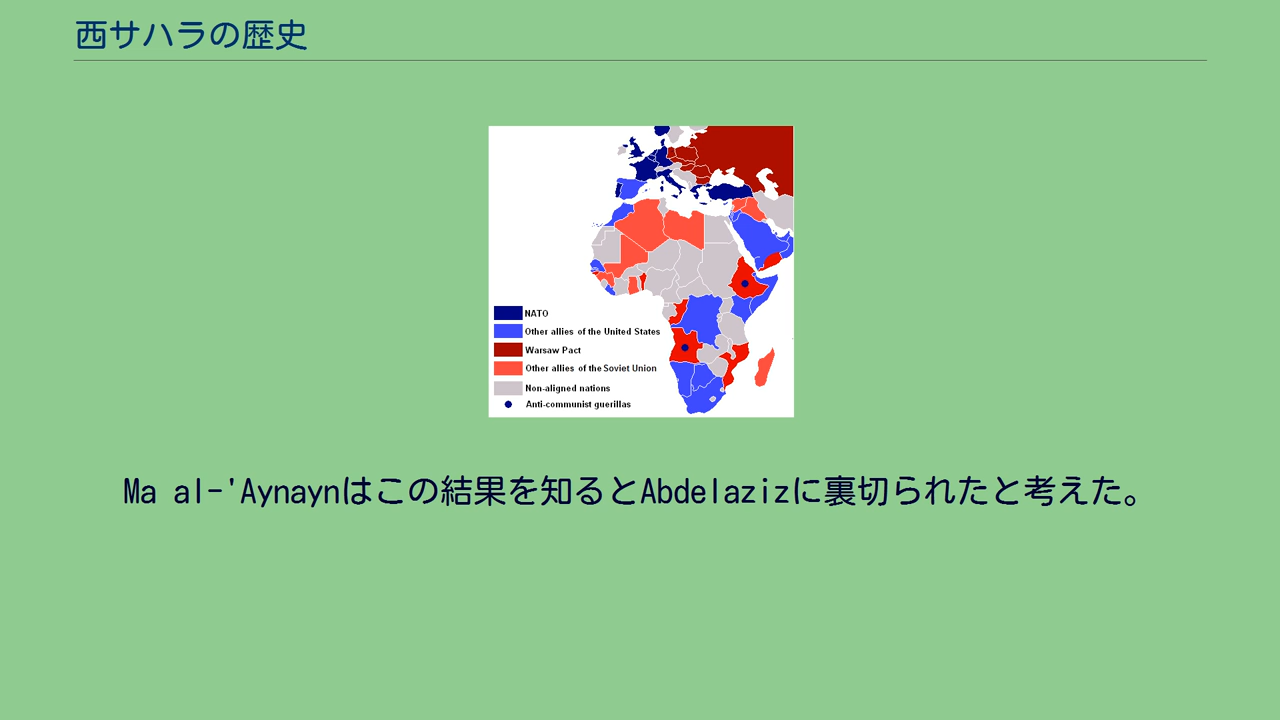 西サハラの歴史
NATO
Other allies of the United States
Warsaw Pact
Other allies of the Soviet Union
Non-aligned nations
Anti-communist guerillas
Ma al-'Aynaynはこの結果を知るとAbdelazizに裏切られたと考えた。